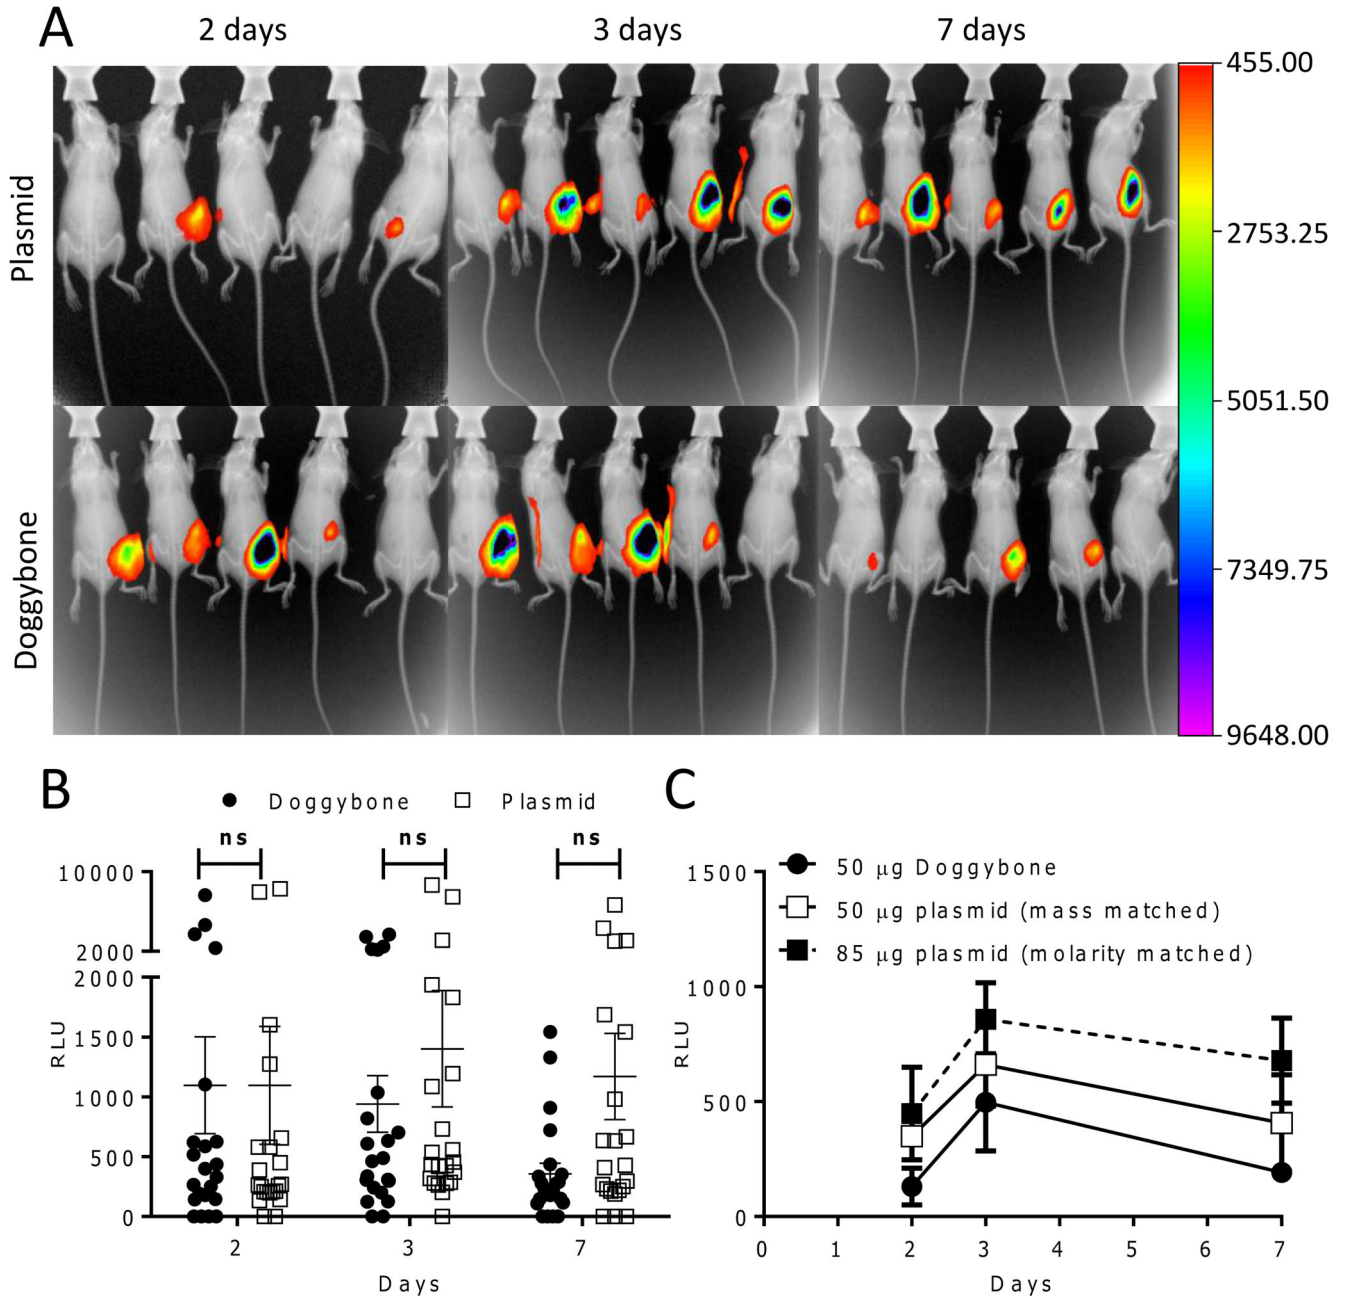 A
2 days
3 days
7 days
Plasmid
Doggybone
455.00
2753.25
5051.50
7349.75
9648.00
B
Doggybone
Plasmid
ns
ns
ns
10000
2000
2000
1500
1000
500
0
RLU
2
3
7
Days
C
50 µg Doggybone
50 µg plasmid (mass matched)
85 µg plasmid (molarity matched)
1500
1000
500
0
RLU
0
1
2
3
4
5
6
7
Days